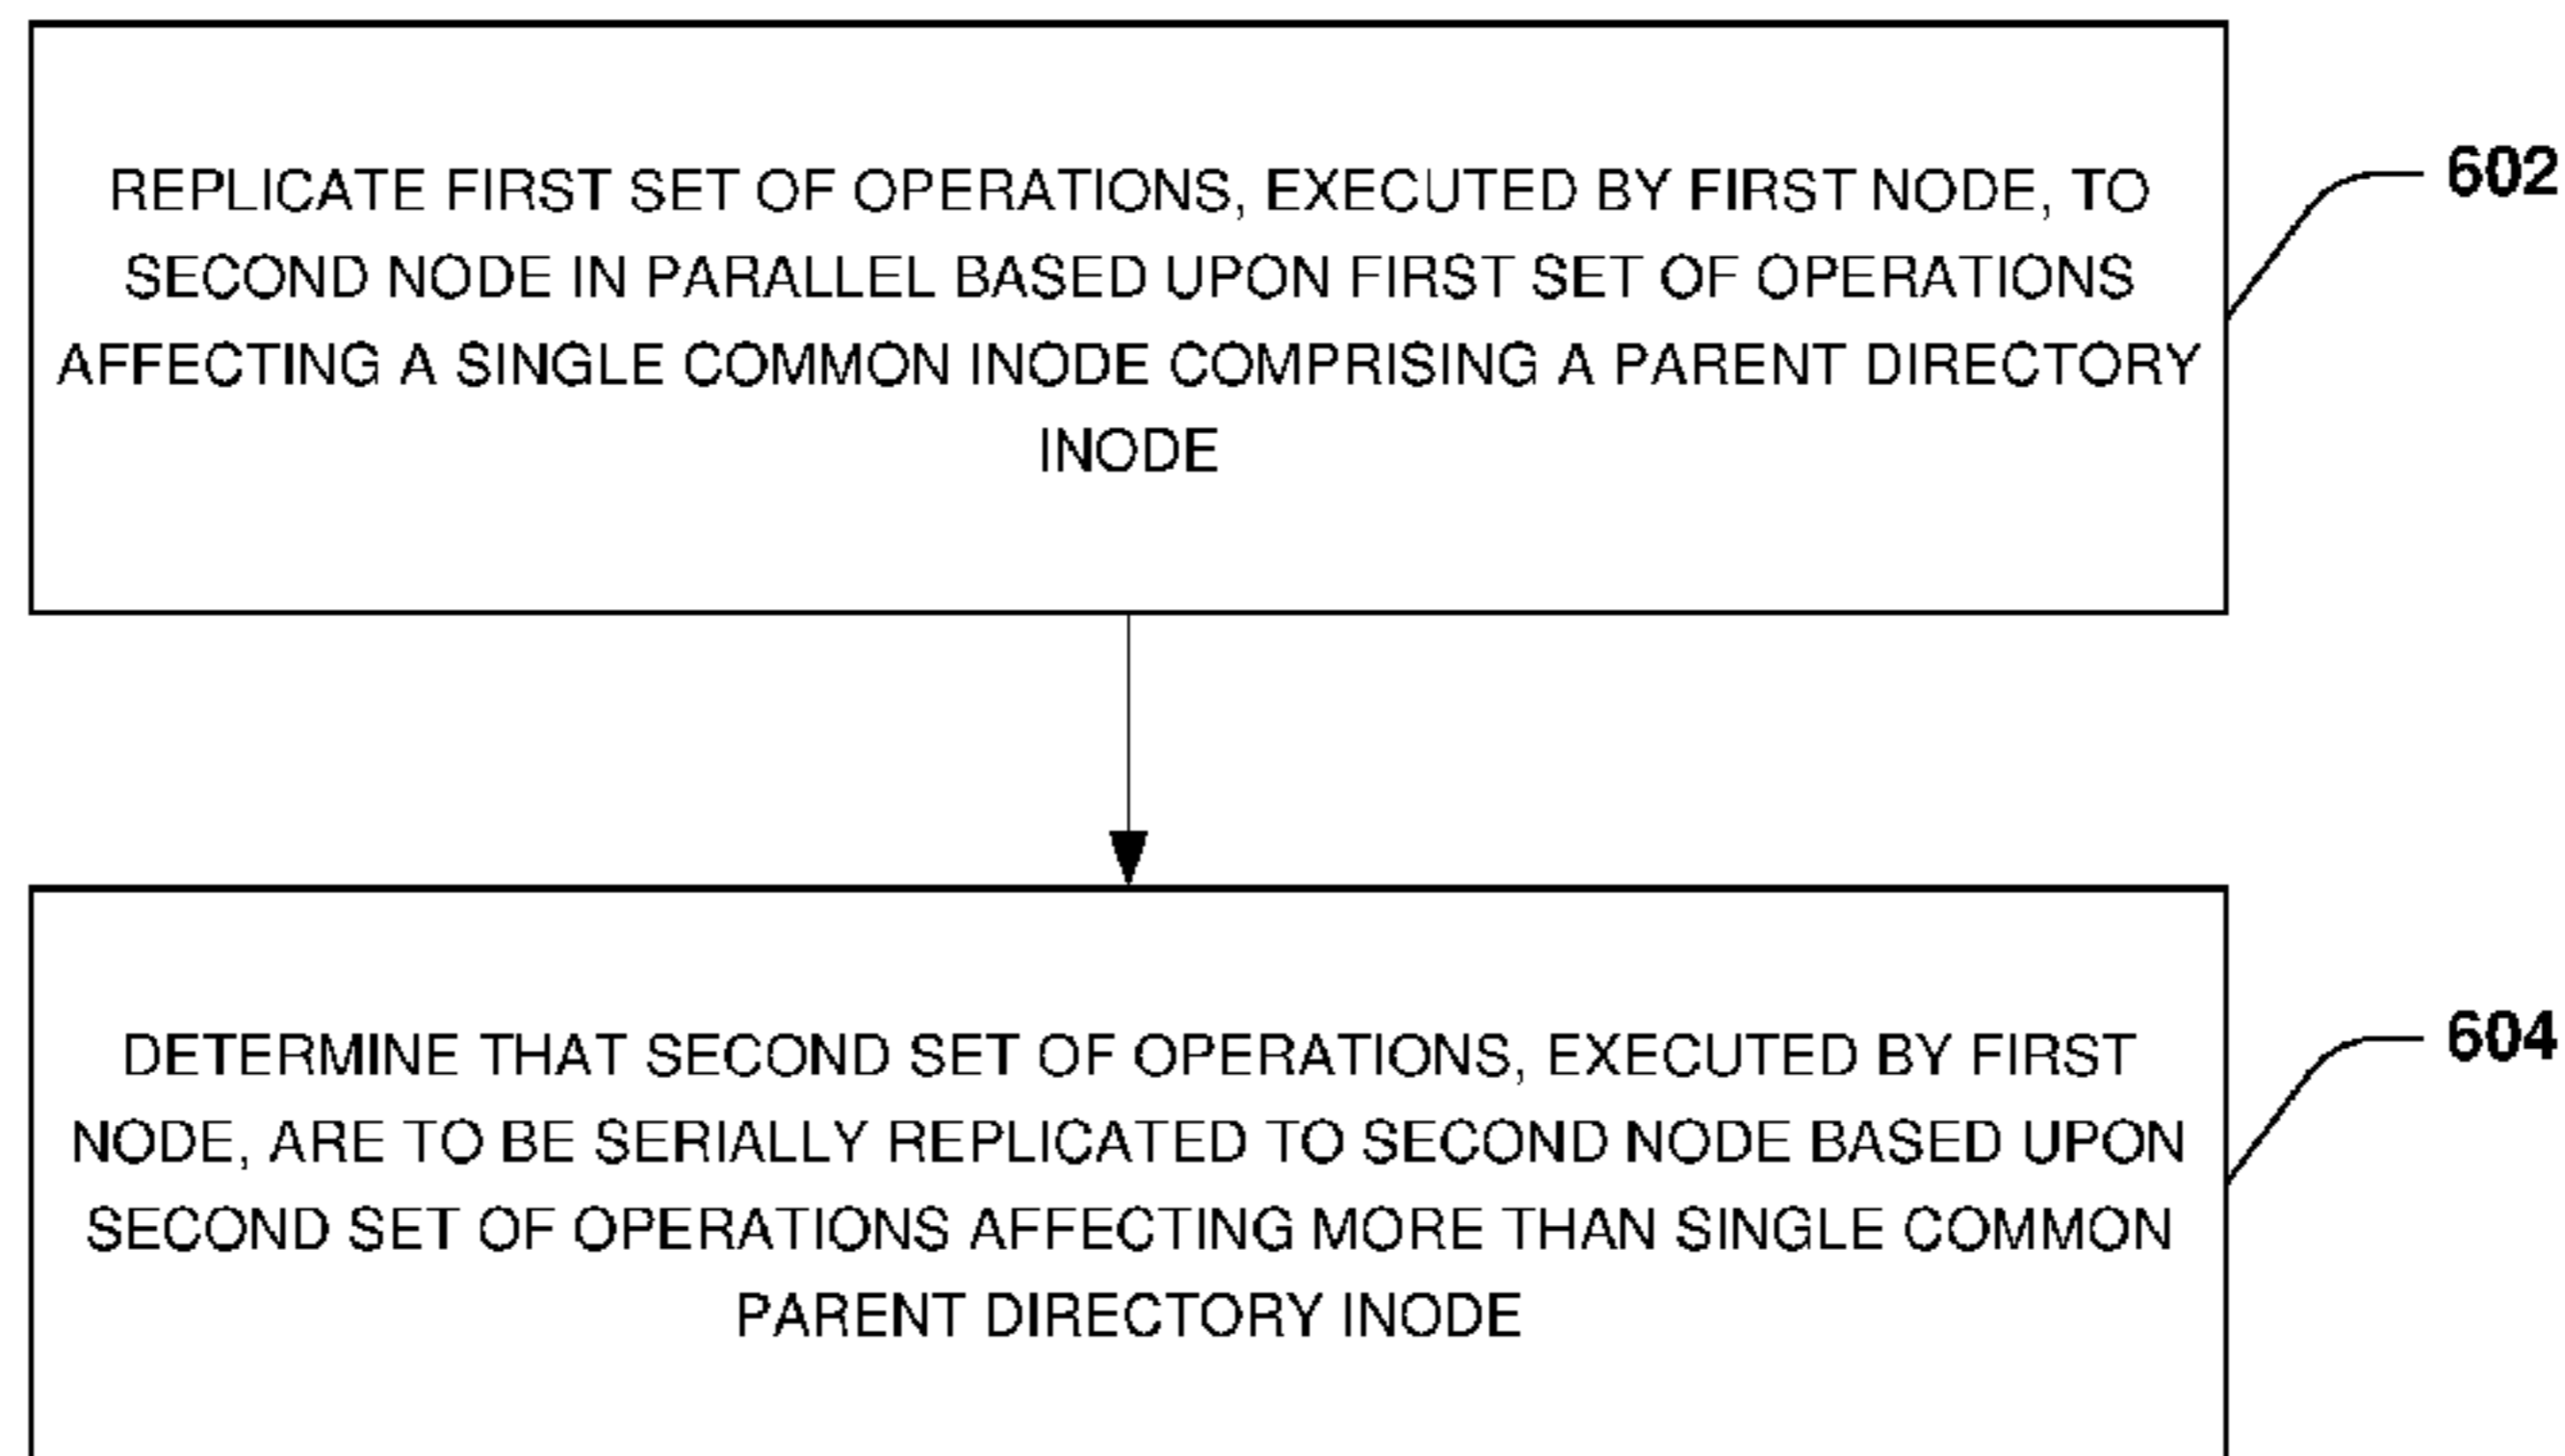 REPLICATE FIRST SET OF OPERATIONS, EXECUTED BY FIRST NODE, TO
SECOND NODE IN PARALLEL BASED UPON FIRST SET OF OPERATIONS
AFFECTING A SINGLE COMMON INODE COMPRISING A PARENT DIRECTORY
INODE
602
DETERMINE THAT SECOND SET OF OPERATIONS, EXECUTED BY FIRST
NODE, ARE TO BE SERIALLY REPLICATED TO SECOND NODE BASED UPON
SECOND SET OF OPERATIONS AFFECTING MORE THAN SINGLE COMMON
PARENT DIRECTORY INODE
604